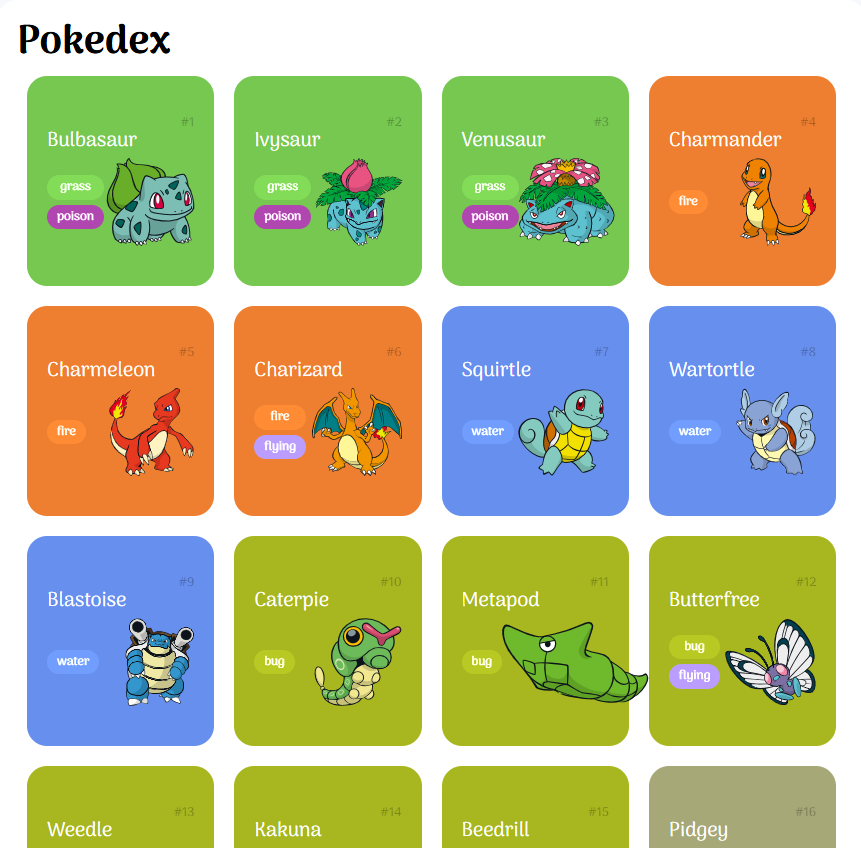 Pokedex
#1
Bulbasaur
grass
poison
#2
Ivysaur
grass
poison
#3
Venusaur
grass
poison
#4
Charmander
fire
#5
Charmeleon
fire
#6
Charizard
fire
flying
#7
Squirtle
water
#8
Wartortle
water
#9
Blastoise
water
#10
Caterpie
bug
#11
Metapod
bug
#12
Butterfree
bug
flying
#13
Weedle
#14
Kakuna
#15
Beedrill
#16
Pidgey